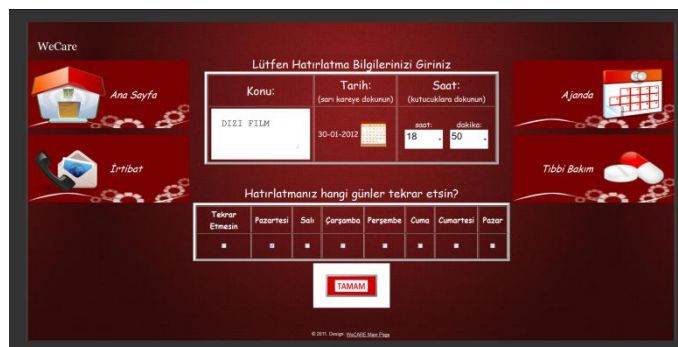 WeCare
Lütfen Hatırlatma Bilgilerinizi Giriniz
Ana Sayfa
İrtibat
Konu:
Tarih:
(sarı kareye dokunun)
Saat:
(kutucuklara dokunun)
DIZI FILM
30-01-2012
saat:
dakika:
18
50
Ajanda
Tıbbi Bakım
Hatırlatmanız hangi günler tekrar etsin?
Tekrar
Etmesin
Pazartesi
Salı
Çarşamba
Perşembe
Cuma
Cumartesi
Pazar
TAMAM
© 2011. Design: WeCARE Main Page